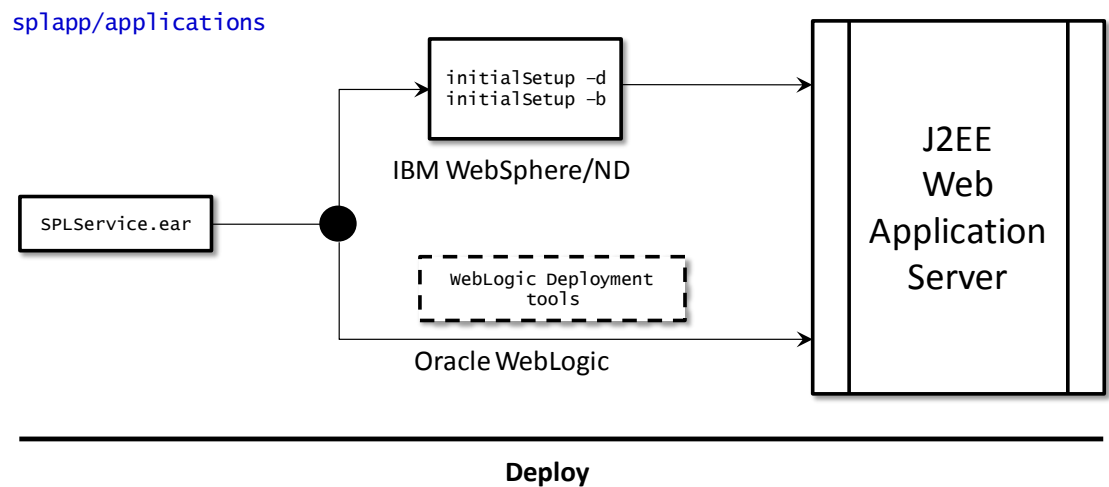 splapp/applications
initialSetup –d
initialSetup –b
IBM WebSphere/ND
SPLService.ear
WebLogic Deployment
tools
Oracle WebLogic
J2EE
Web
Application
Server
Deploy